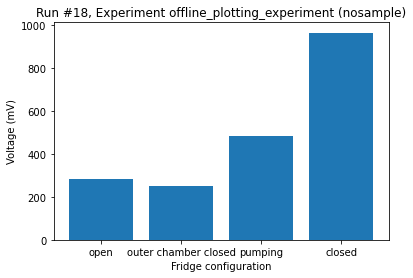 Run #18, Experiment offline_plotting_experiment (nosample)
1000
800
600
400
200
0
Voltage (mV)
open outer chamber closed pumping closed
Fridge configuration